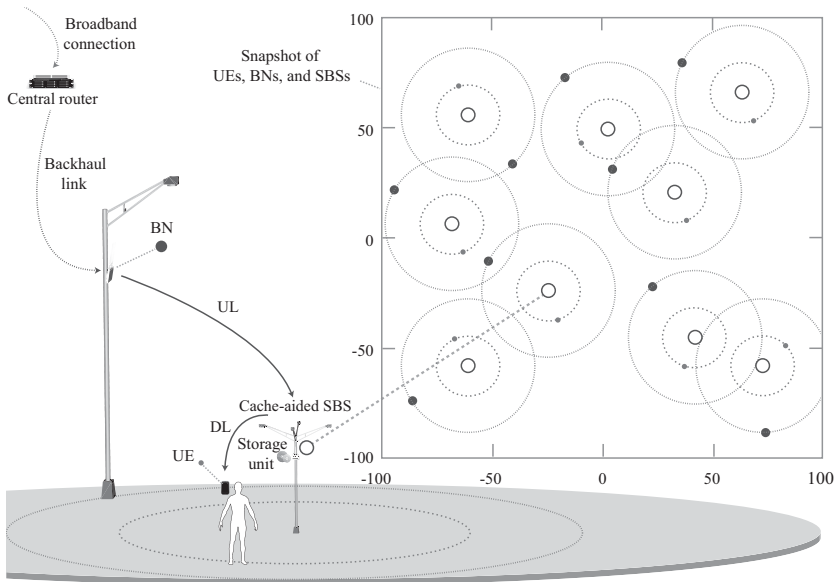 Broadband
connection
Central router
Backhaul
link
BN
UL
Cache-aided SBS
DL
Storage
unit
UE
Snapshot of
UEs, BNs, and SBSs
100
50
0
-50
-100
-100
-50
0
50
100